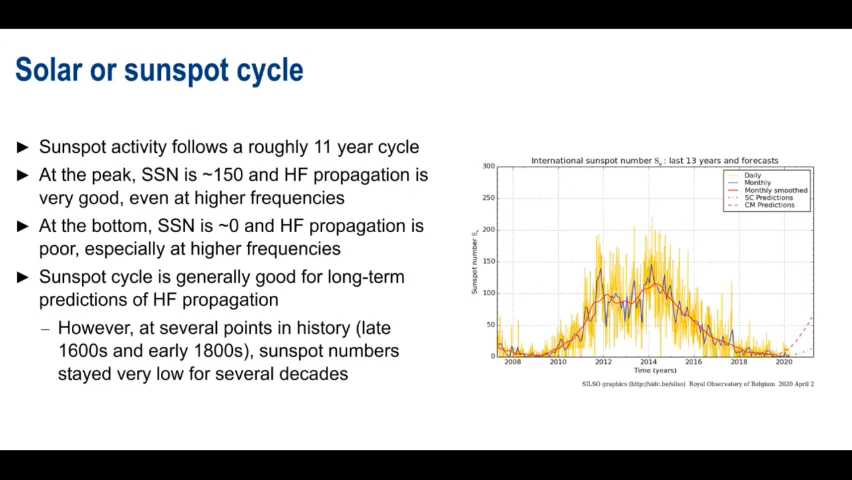 Solar or sunspot cycle
► Sunspot activity follows a roughly 11 year cycle
► At the peak, SSN is ~150 and HF propagation is
very good, even at higher frequencies
► At the bottom, SSN is ~0 and HF propagation is
poor, especially at higher frequencies
► Sunspot cycle is generally good for long-term
predictions of HF propagation
– However, at several points in history (late
1600s and early 1800s), sunspot numbers
stayed very low for several decades
International sunspot number Sn : last 13 years and forecasts
300
250
200
150
100
50
0
Sunspot number Sn
Daily
Monthly
Monthly smoothed
SC Predictions
CM Predictions
2008 2010 2012 2014 2016 2018 2020
Time (years)
SILSO graphics (http://sidc.be/silso) Royal Observatory of Belgium 2020 April 2